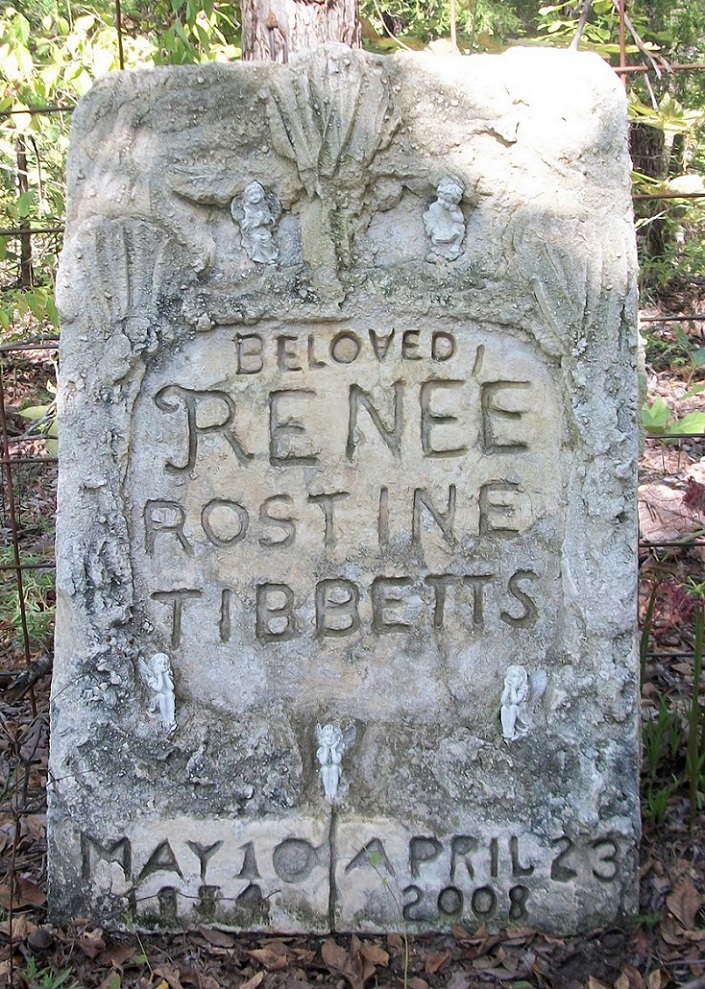 BELOVED,
RENEE
ROSTINE
TIBBETTS
MAY 10 APRIL 23
2008